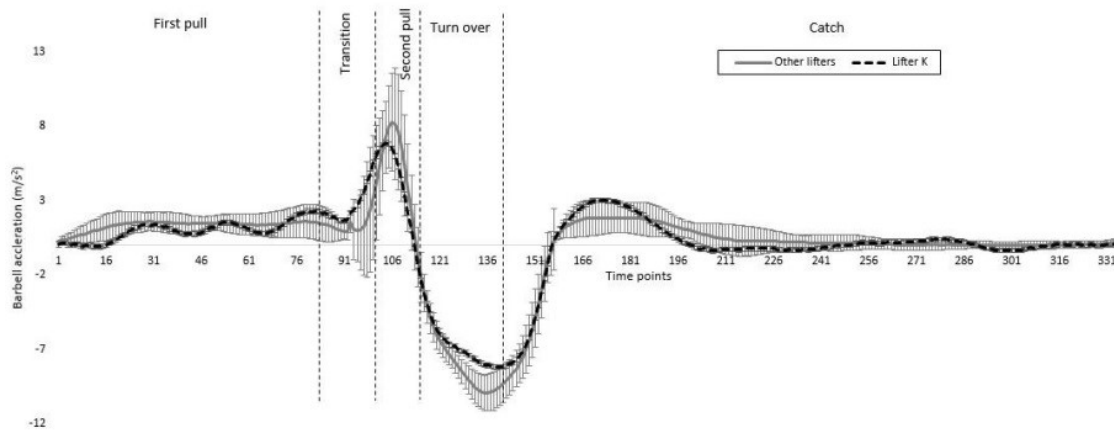 First pull
Transition
Second pull
Turn over
Catch
Other lifters
Lifter K
Barbell accleration (m/s²)
13
8
3
-2
-7
-12
1 16 31 46 61 76 91 106 121 136 151 166 181 196 211 226 241 256 271 286 301 316 331
Time points